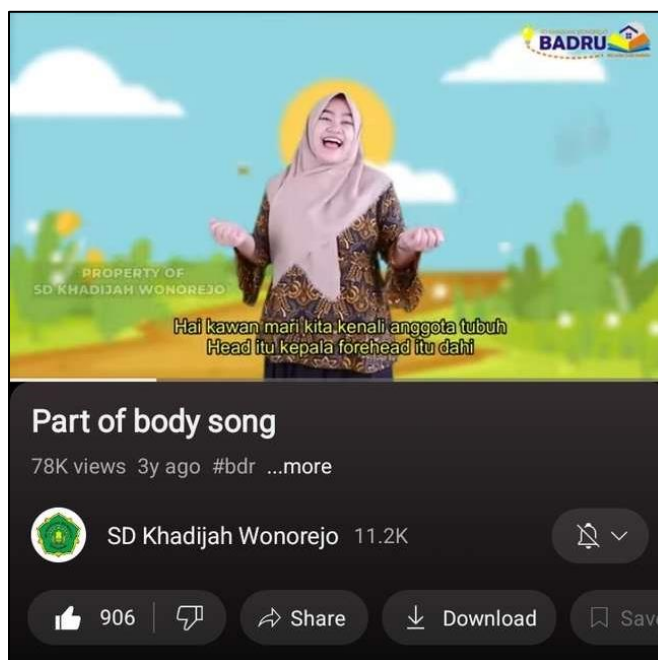 BADRU
PROPERTY OF
SD KHADIJAH WONOREJO
Hai kawan mari kita kenali anggota tubuh
Head itu kepala forehead itu dahi
Part of body song
78K views 3y ago #bdr ...more
SD Khadijah Wonorejo 11.2K
906 Share Download Save